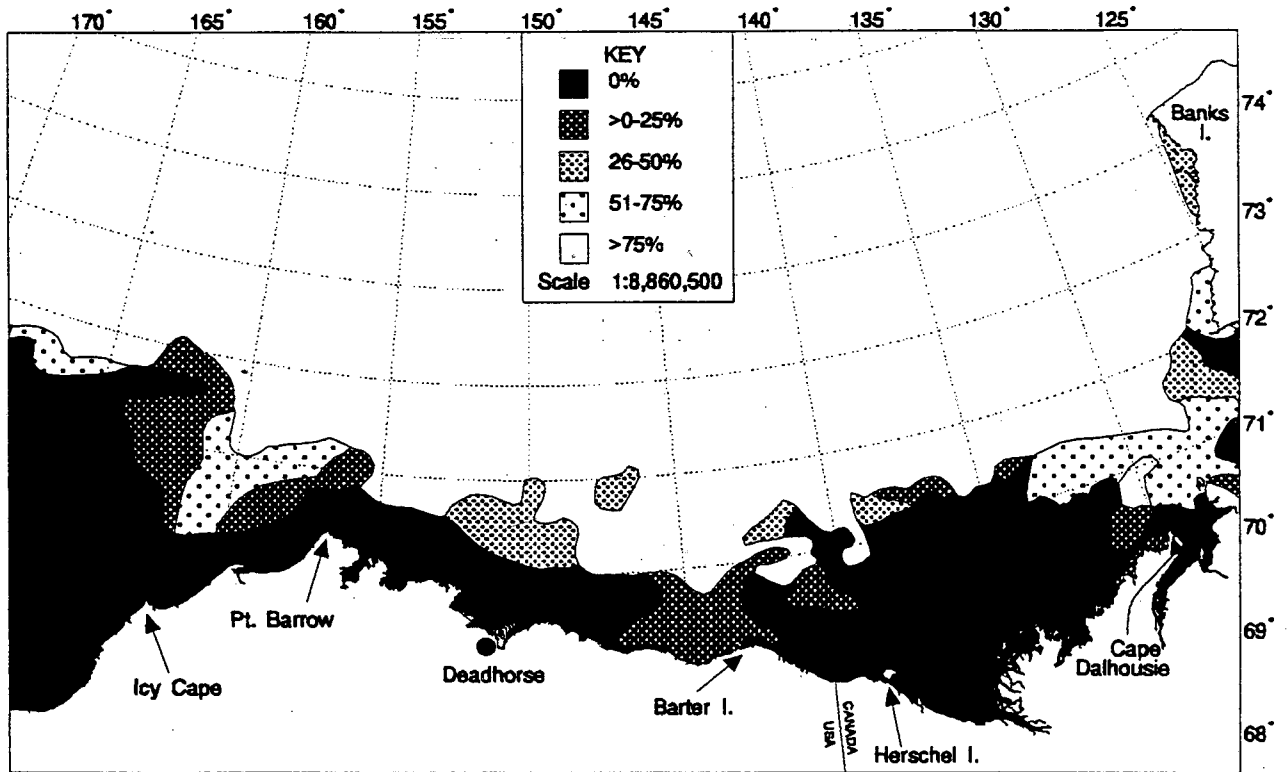 170° 165° 160° 155° 150° 145° 140° 135° 130° 125°
KEY
0%
>0-25%
26-50%
51-75%
>75%
Scale 1:8,860,500
74°
Banks
I.
73°
72°
71°
70°
69°
68°
Pt. Barrow
Icy Cape
Deadhorse
Barter I.
CANADA
USA
Herschel I.
Cape
Dalhousie